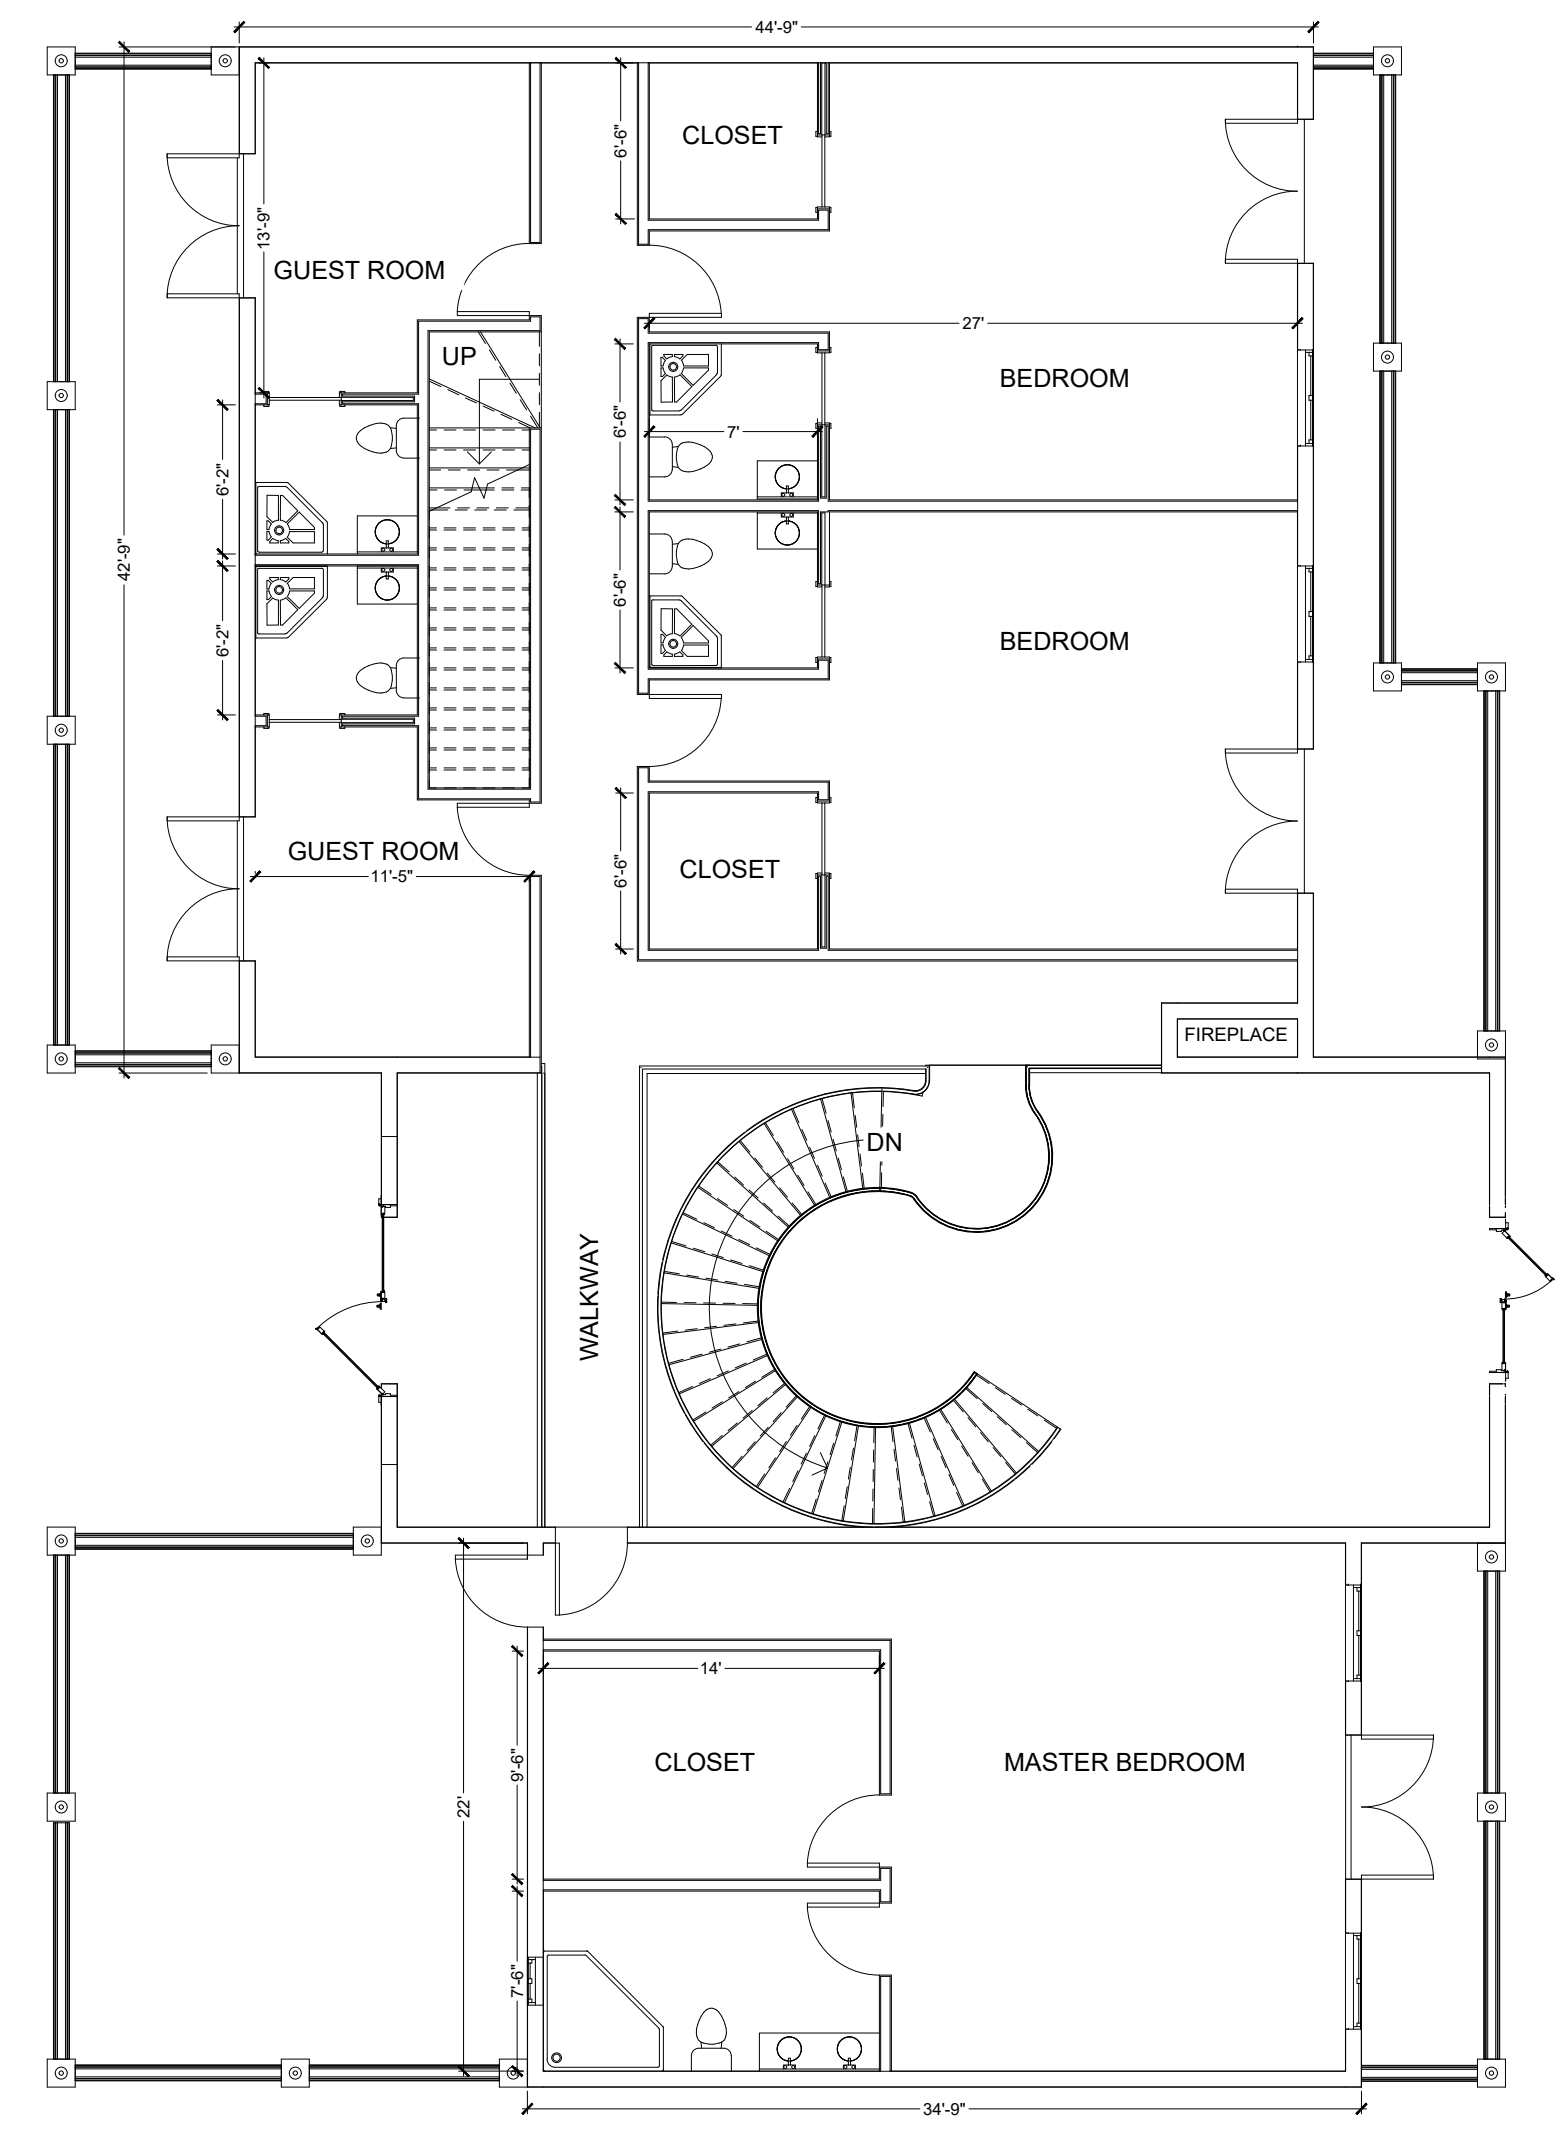 44'-9"
CLOSET
6'-6"
13'-9"
GUEST ROOM
27'
UP
BEDROOM
6'-6"
7'
6'-2"
42'-9"
6'-6"
6'-2"
BEDROOM
GUEST ROOM
11'-5"
6'-6"
CLOSET
FIREPLACE
DN
WALKWAY
14'
9'-6"
CLOSET
MASTER BEDROOM
22'
7'-6"
34'-9"